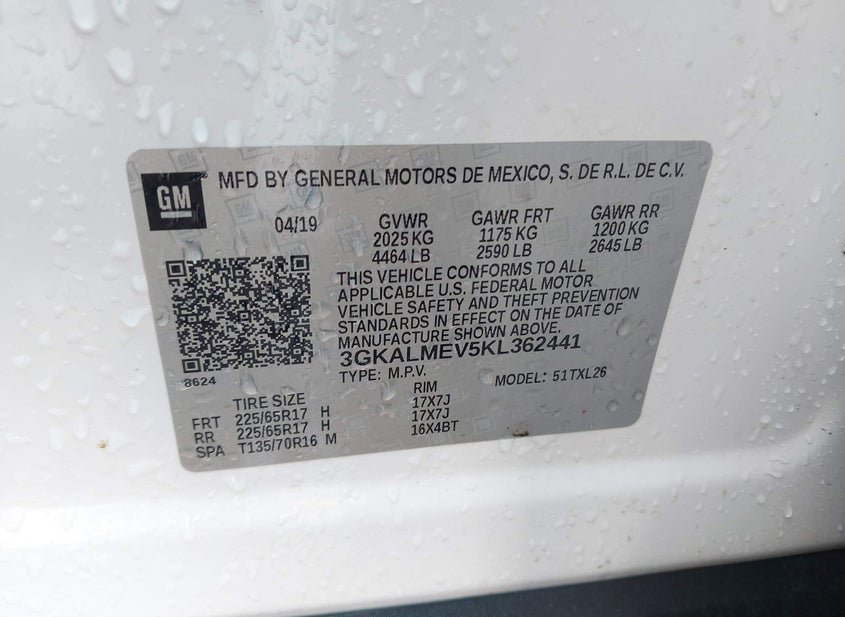 GM
MFD BY GENERAL MOTORS DE MEXICO, S. DE R.L. DE C.V.
04/19 GVWR GAWR FRT GAWR RR
2025 KG 1175 KG 1200 KG
4464 LB 2590 LB 2645 LB
THIS VEHICLE CONFORMS TO ALL
APPLICABLE U.S. FEDERAL MOTOR
VEHICLE SAFETY AND THEFT PREVENTION
STANDARDS IN EFFECT ON THE DATE OF
MANUFACTURE SHOWN ABOVE.
3GKALMEV5KL362441
8624
TYPE: M.P.V. MODEL: 51TXL26
TIRE SIZE RIM
FRT 225/65R17 H 17X7J
RR 225/65R17 H 17X7J
SPA T135/70R16 M 16X4BT